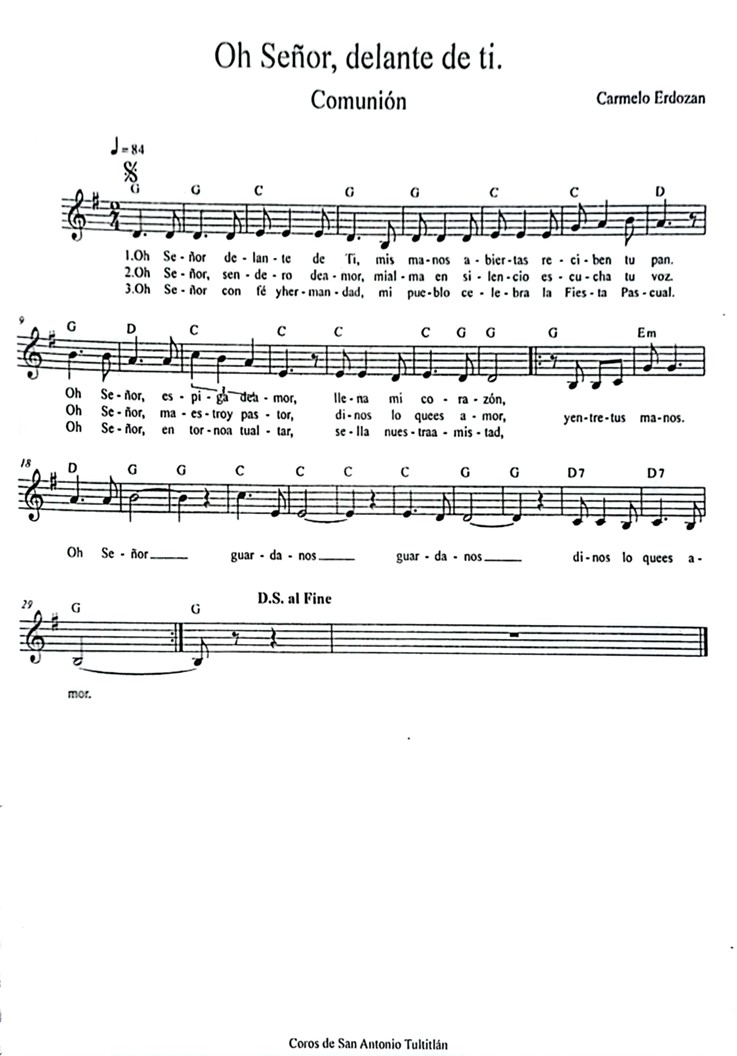 Oh Señor, delante de ti.
Comunión
Carmelo Erdozan
♩ = 84
G G C G G C C D
2/4
1.Oh Se - ñor de - lan - te de Ti, mis ma - nos a - bier - tas re - ci - ben tu pan.
2.Oh Se - ñor, sen - de - ro dea - mor, mial - ma en si - len - cio es - cu - cha tu voz.
3.Oh Se - ñor con fé yher - man - dad, mi pue - blo ce - le - bra la Fies - ta Pas - cual.
9
G D C C C C G G G Em
3
Oh Se - ñor, es - pi - ga dea - mor, lle - na mi co - ra - zón,
Oh Se - ñor, ma - es - troy pas - tor, di - nos lo quees a - mor, yen - tre - tus ma - nos.
Oh Se - ñor, en tor - noa tual - tar, se - lla nues - traa - mis - tad,
18
D G G C C C C G G D7 D7
Oh Se - ñor____ guar - da - nos____ guar - da - nos____ di - nos lo quees a -
29
G G D.S. al Fine
mor.
Coros de San Antonio Tultitlán